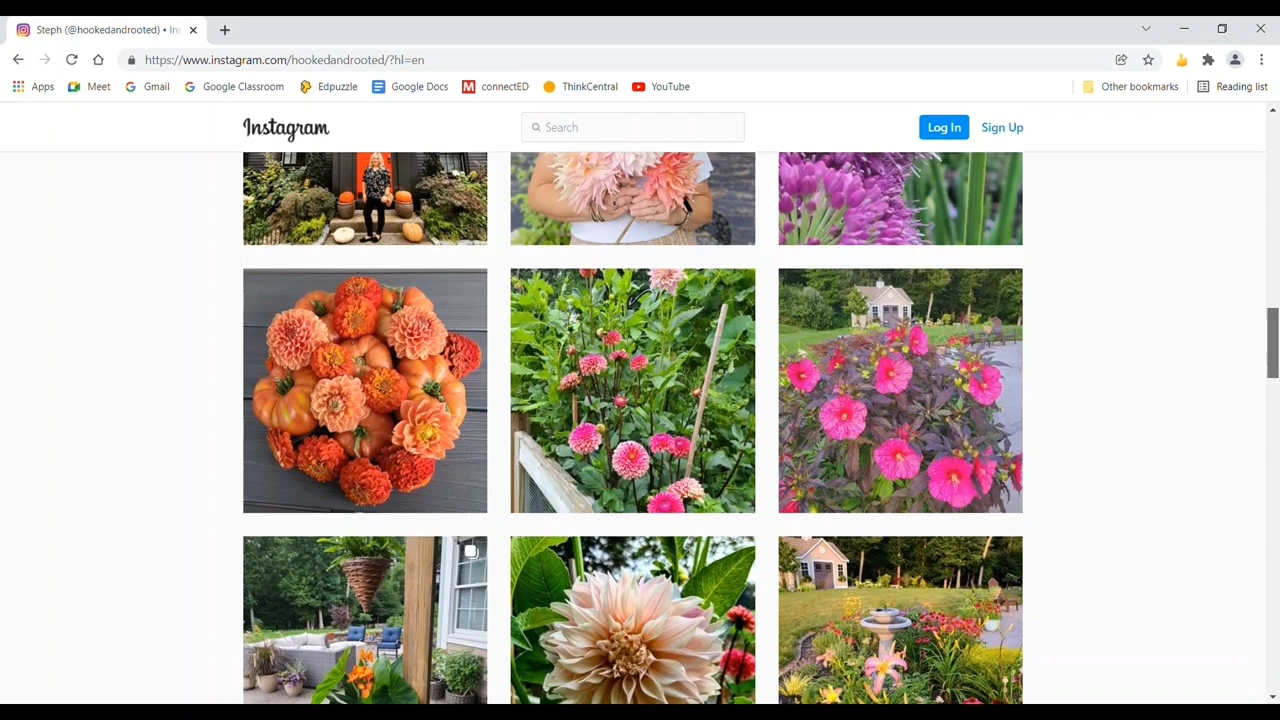 Steph (@hookedandrooted) • In
https://www.instagram.com/hookedandrooted/?hl=en
Apps Meet Gmail Google Classroom Edpuzzle Google Docs connectED ThinkCentral YouTube Other bookmarks Reading list
Instagram Search Log In Sign Up